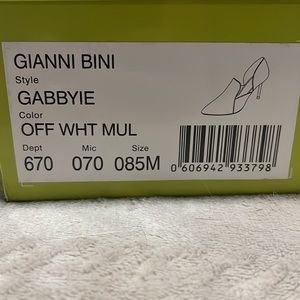 GIANNI BINI
Style
GABBYIE
Color
OFF WHT MUL
Dept Mic Size
670 070 085M
0 606942 933798